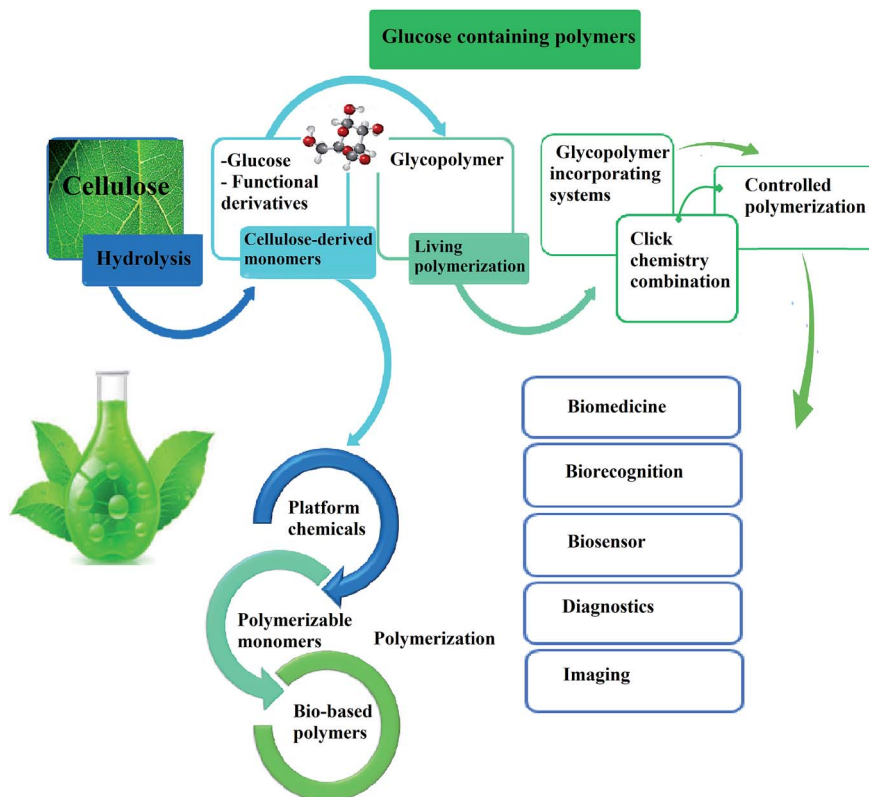 Glucose containing polymers
Cellulose
Hydrolysis
-Glucose
- Functional
derivatives
Cellulose-derived
monomers
Glycopolymer
Living
polymerization
Glycopolymer
incorporating
systems
Controlled
polymerization
Click
chemistry
combination
Platform
chemicals
Polymerizable
monomers
Polymerization
Bio-based
polymers
Biomedicine
Biorecognition
Biosensor
Diagnostics
Imaging